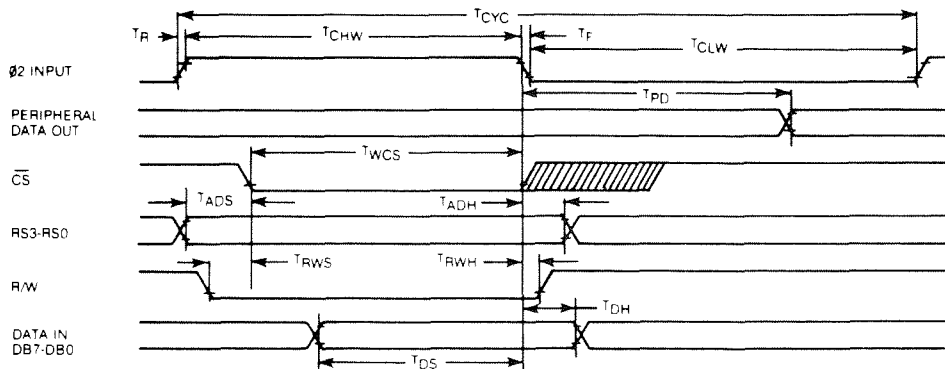 TCYC
TR TCHW TF TCLW
Ø2 INPUT
TPD
PERIPHERAL
DATA OUT
TWCS
CS
TADS TADH
RS3-RS0
TRWS TRWH
R/W
TDH
DATA IN
DB7-DB0
TDS